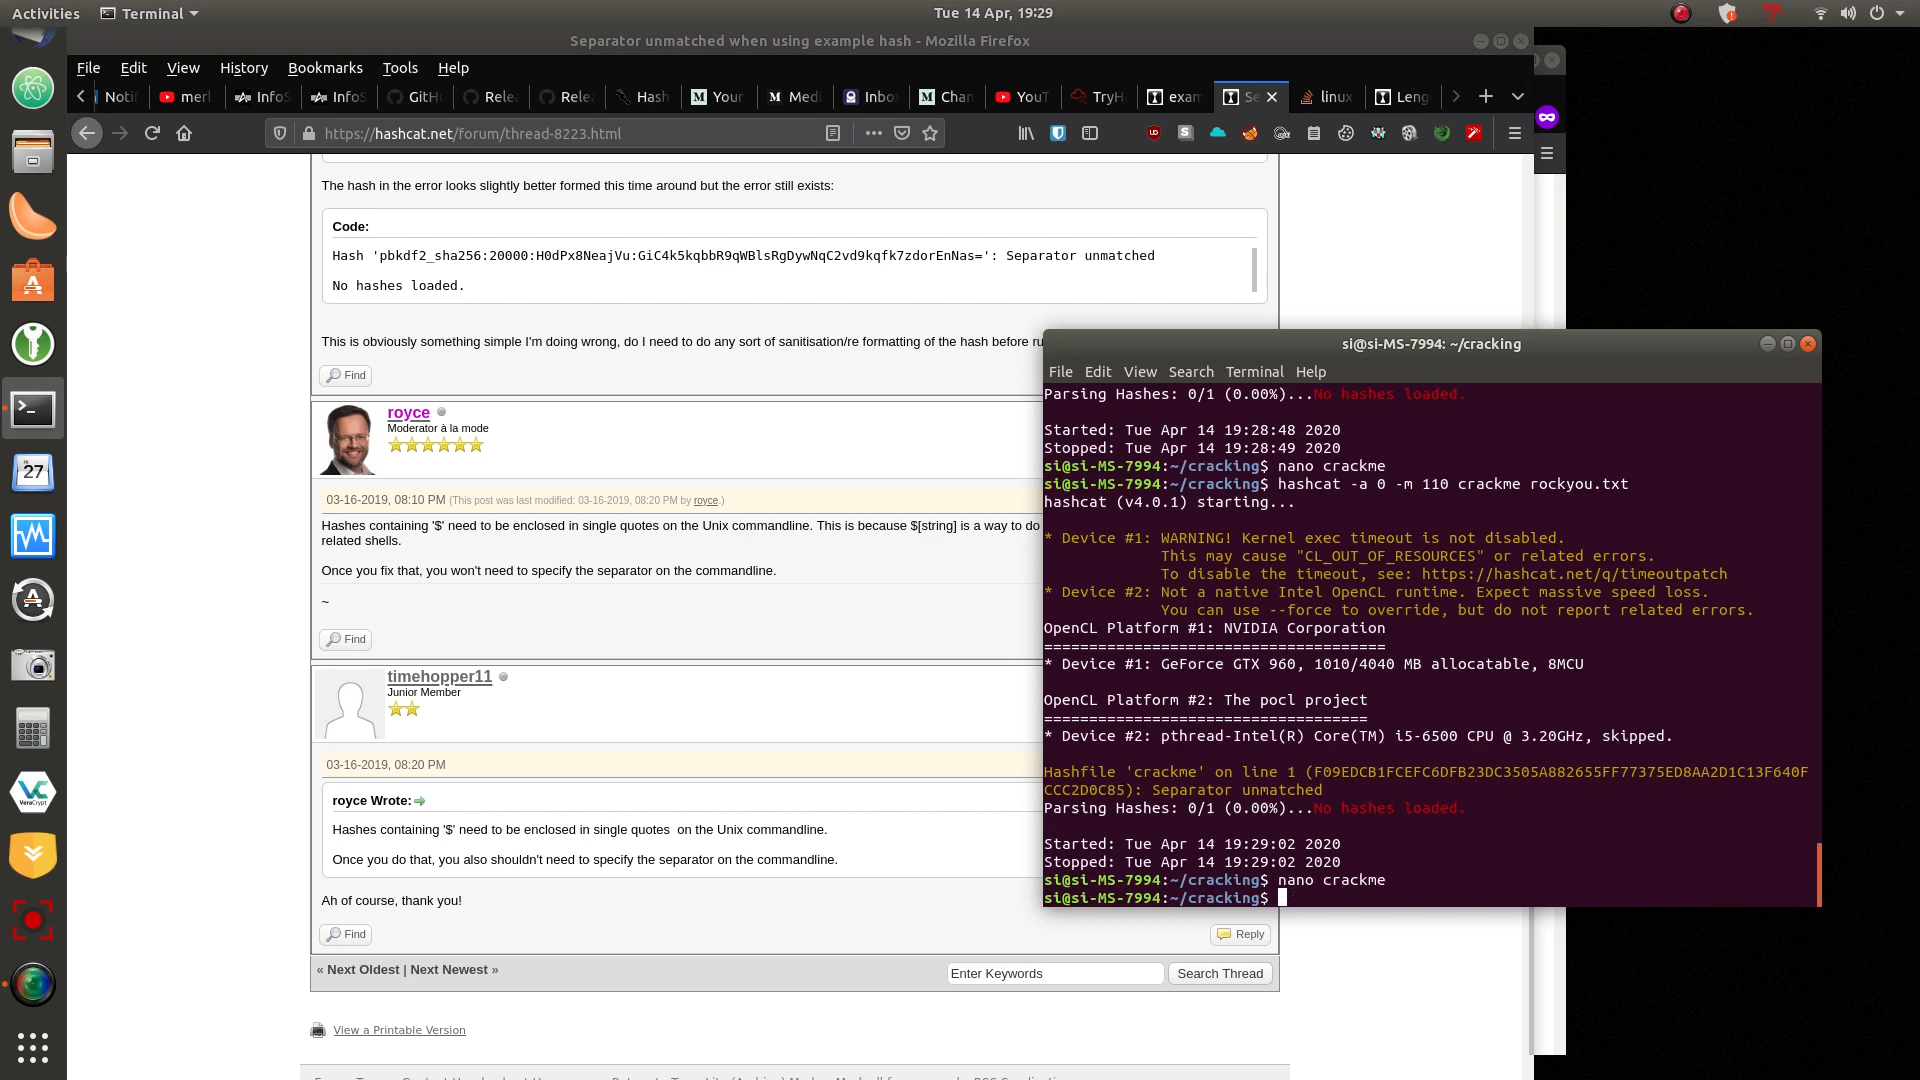 Activities
Terminal
Tue 14 Apr, 19:29
Separator unmatched when using example hash - Mozilla Firefox
File Edit View History Bookmarks Tools Help
Notif merl InfoS InfoS GitH Rele Rele Hash Your Medi Inbo Chan YouT TryH exam Se linux Leng
https://hashcat.net/forum/thread-8223.html
The hash in the error looks slightly better formed this time around but the error still exists:
Code:
Hash 'pbkdf2_sha256:20000:H0dPx8NeajVu:GiC4k5kqbbR9qWBlsRgDywNqC2vd9kqfk7zdorEnNas=': Separator unmatched
No hashes loaded.
This is obviously something simple I'm doing wrong, do I need to do any sort of sanitisation/re formatting of the hash before ru
Find
royce
Moderator à la mode
03-16-2019, 08:10 PM (This post was last modified: 03-16-2019, 08:20 PM by royce.)
Hashes containing '$' need to be enclosed in single quotes on the Unix commandline. This is because $[string] is a way to do
related shells.
Once you fix that, you won't need to specify the separator on the commandline.
~
Find
timehopper11
Junior Member
03-16-2019, 08:20 PM
royce Wrote:
Hashes containing '$' need to be enclosed in single quotes  on the Unix commandline.
Once you do that, you also shouldn't need to specify the separator on the commandline.
Ah of course, thank you!
Find
Reply
« Next Oldest | Next Newest »
Enter Keywords
Search Thread
View a Printable Version
27
VeraCrypt
si@si-MS-7994: ~/cracking
File Edit View Search Terminal Help
Parsing Hashes: 0/1 (0.00%)...No hashes loaded.
Started: Tue Apr 14 19:28:48 2020
Stopped: Tue Apr 14 19:28:49 2020
si@si-MS-7994:~/cracking$ nano crackme
si@si-MS-7994:~/cracking$ hashcat -a 0 -m 110 crackme rockyou.txt
hashcat (v4.0.1) starting...
* Device #1: WARNING! Kernel exec timeout is not disabled.
This may cause "CL_OUT_OF_RESOURCES" or related errors.
To disable the timeout, see: https://hashcat.net/q/timeoutpatch
* Device #2: Not a native Intel OpenCL runtime. Expect massive speed loss.
You can use --force to override, but do not report related errors.
OpenCL Platform #1: NVIDIA Corporation
======================================
* Device #1: GeForce GTX 960, 1010/4040 MB allocatable, 8MCU
OpenCL Platform #2: The pocl project
====================================
* Device #2: pthread-Intel(R) Core(TM) i5-6500 CPU @ 3.20GHz, skipped.
Hashfile 'crackme' on line 1 (F09EDCB1FCEFC6DFB23DC3505A882655FF77375ED8AA2D1C13F640F
CCC2D0C85): Separator unmatched
Parsing Hashes: 0/1 (0.00%)...No hashes loaded.
Started: Tue Apr 14 19:29:02 2020
Stopped: Tue Apr 14 19:29:02 2020
si@si-MS-7994:~/cracking$ nano crackme
si@si-MS-7994:~/cracking$